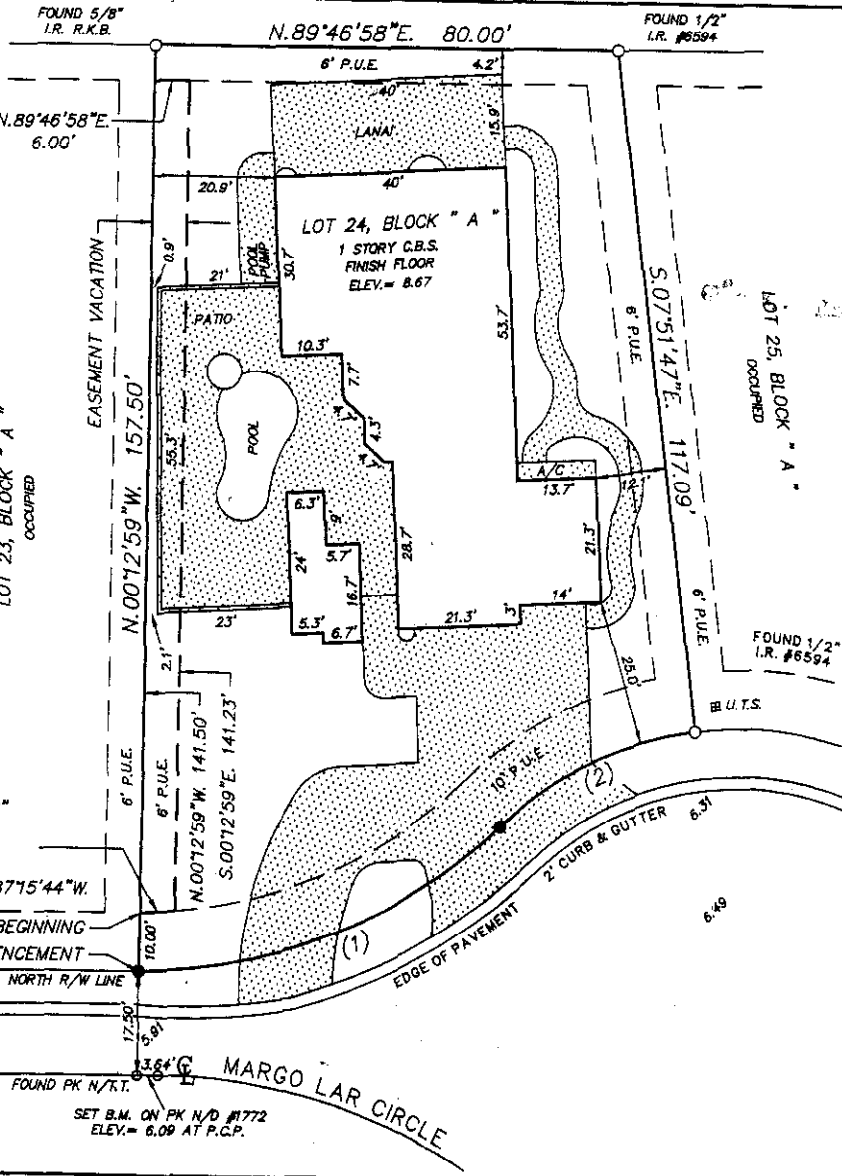 FOUND 5/8"
I.R. R.K.B.
N.89°46'58"E. 80.00'
FOUND 1/2"
I.R. #6594
6' P.U.E.
4.2'
40'
N.89°46'58"E.
6.00'
LANAI
15.9'
20.9'
40'
LOT 24, BLOCK " A "
1 STORY C.B.S.
FINISH FLOOR
ELEV.= 8.67
EASEMENT VACATION
0.9'
POOL
PUMP
30.7'
21'
PATIO
53.7'
6' P.U.E.
S.07°51'47"E. 117.09'
LOT 25, BLOCK " A "
OCCUPIED
10.3'
7.7'
4.3'
N.00°12'59"W. 157.50'
55.3'
POOL
LOT 23, BLOCK " A "
OCCUPIED
A/C
13.7'
6.3'
9'
5.7'
24'
28.7'
16.7'
21.3'
14'
3'
21.3'
23'
5.3'
6.7'
2.1'
25.0'
6' P.U.E.
FOUND 1/2"
I.R. #6594
U.T.S.
6' P.U.E.
6' P.U.E.
N.00°12'59"W. 141.50'
S.00°12'59"E. 141.23'
10' P.U.E.
(2)
"
2' CURB & GUTTER
6.31
6.49
87°15'44"W.
BEGINNING
10.00'
(1)
EDGE OF PAVEMENT
NCEMENT
NORTH R/W LINE
17.50'
5.91
3.64'
CL
MARGO LAR CIRCLE
FOUND PK N/T.T.
SET B.M. ON PK N/D #1772
ELEV.= 6.09 AT P.C.P.